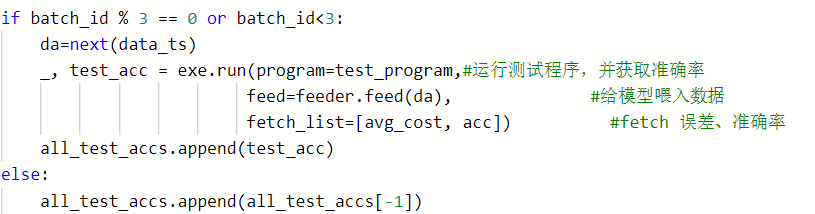 if batch_id % 3 == 0 or batch_id<3:
    da=next(data_ts)
    _, test_acc = exe.run(program=test_program,#运行测试程序，并获取准确率
                          feed=feeder.feed(da),              #给模型喂入数据
                          fetch_list=[avg_cost, acc])          #fetch 误差、准确率
    all_test_accs.append(test_acc)
else:
    all_test_accs.append(all_test_accs[-1])